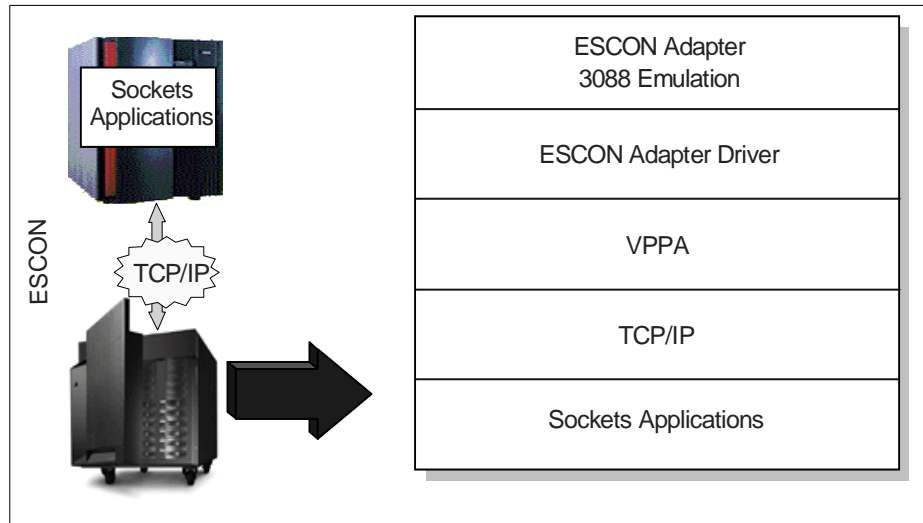 Sockets
Applications
ESCON
TCP/IP
ESCON Adapter
3088 Emulation
ESCON Adapter Driver
VPPA
TCP/IP
Sockets Applications